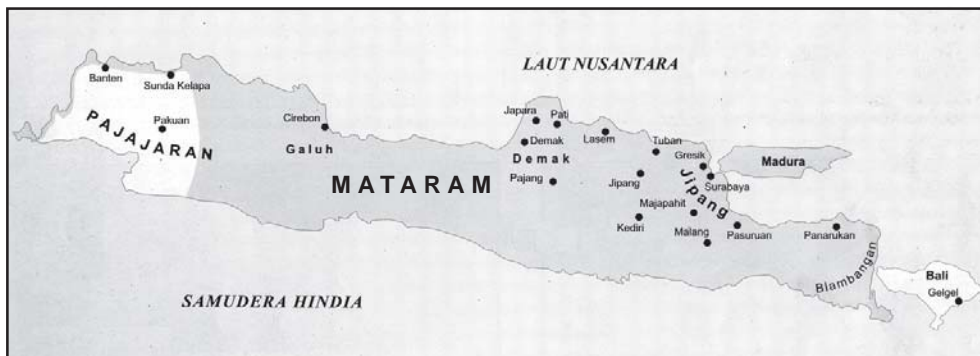 LAUT NUSANTARA
Banten
Sunda Kelapa
PAJAJARAN
Pakuan
Cirebon
Galuh
MATARAM
Japara
Pati
Demak
Demak
Pajang
Lasem
Tuban
Jipang
Gresik
Surabaya
Jipang
Madura
Majapahit
Kediri
Malang
Pasuruan
Panarukan
Blambangan
Bali
Gelgel
SAMUDERA HINDIA